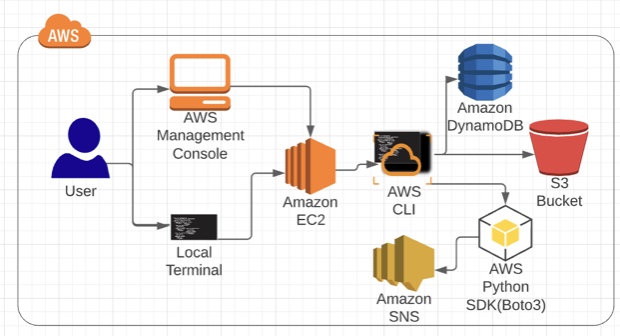 AWS
AWS
Management
Console
User
Local
Terminal
Amazon
EC2
AWS
CLI
Amazon
DynamoDB
S3
Bucket
AWS
Python
SDK(Boto3)
Amazon
SNS